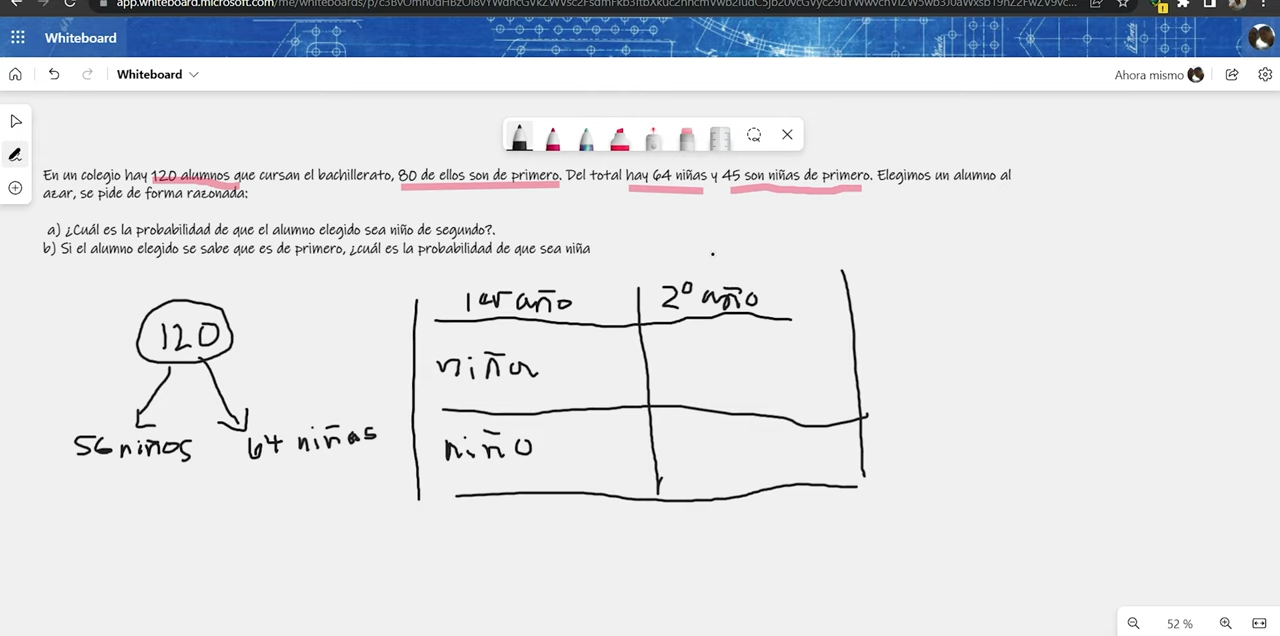 Whiteboard
Whiteboard
Ahora mismo
En un colegio hay 120 alumnos que cursan el bachillerato, 80 de ellos son de primero. Del total hay 64 niñas y 45 son niñas de primero. Elegimos un alumno al
azar, se pide de forma razonada:
a) ¿Cuál es la probabilidad de que el alumno elegido sea niño de segundo?.
b) Si el alumno elegido se sabe que es de primero, ¿cuál es la probabilidad de que sea niña
1er año 2º año
120
niña
56 niños 64 niñas
niño
52 %